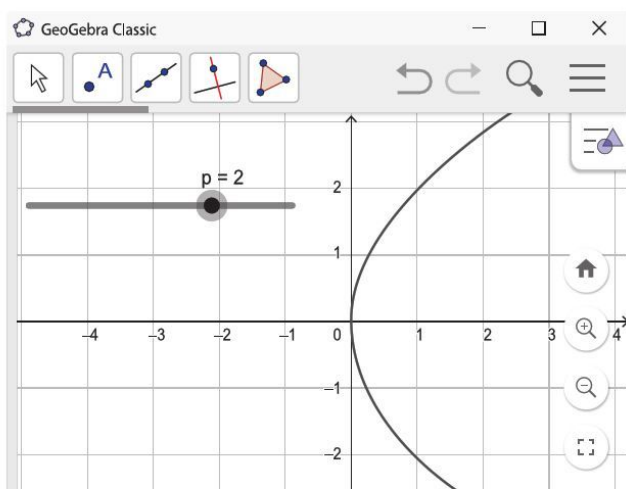 GeoGebra Classic
A
p = 2
2
1
–4 –3 –2 –1 0 1 2 3 4
–1
–2